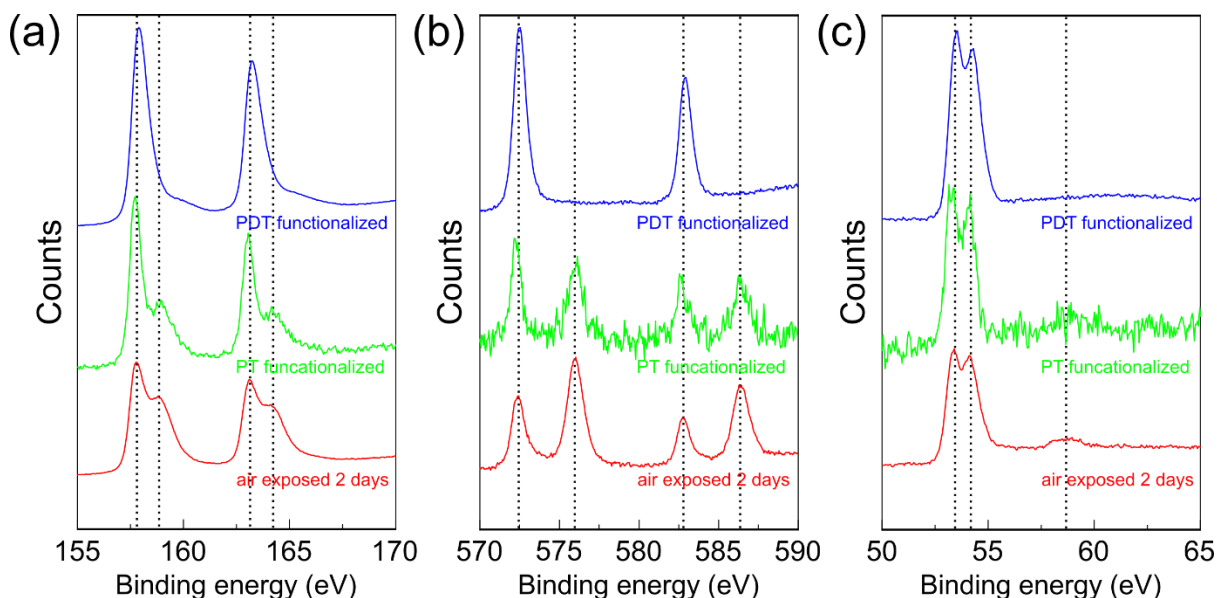 (a)
Counts
PDT functionalized
PT funcationalized
air exposed 2 days
155 160 165 170
Binding energy (eV)
(b)
Counts
PDT functionalized
PT funcationalized
air exposed 2 days
570 575 580 585 590
Binding energy (eV)
(c)
Counts
PDT functionalized
PT funcationalized
air exposed 2 days
50 55 60 65
Binding energy (eV)